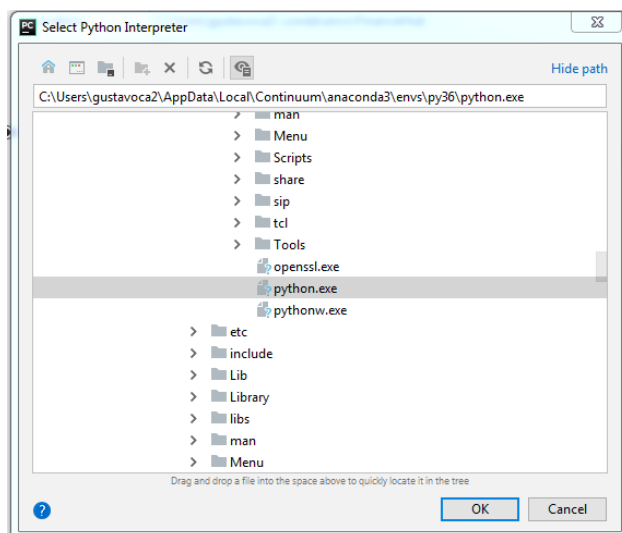 PC Select Python Interpreter
Hide path
C:\Users\gustavoca2\AppData\Local\Continuum\anaconda3\envs\py36\python.exe
man
Menu
Scripts
share
sip
tcl
Tools
openssl.exe
python.exe
pythonw.exe
etc
include
Lib
Library
libs
man
Menu
Drag and drop a file into the space above to quickly locate it in the tree
? OK Cancel